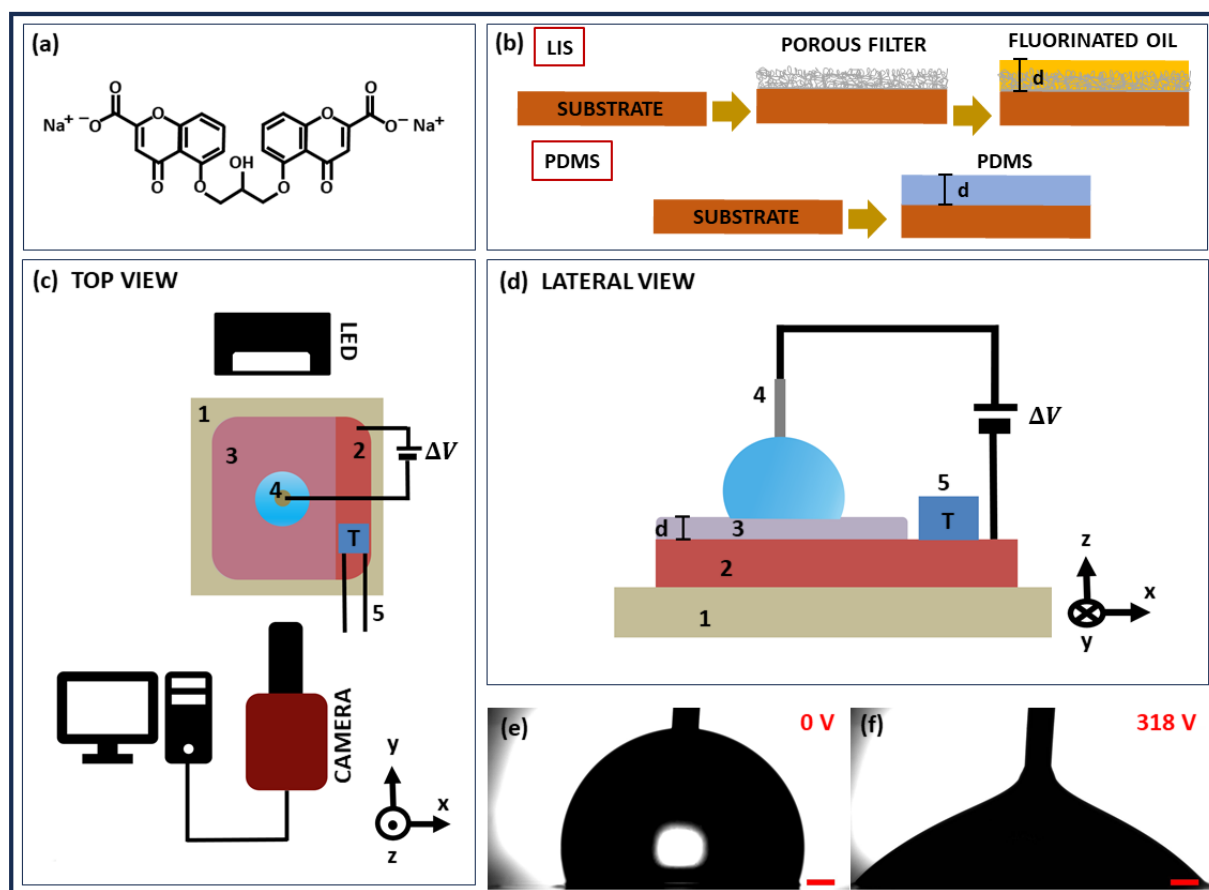 (a)
O
O
O
O
Na⁺ ⁻O
O⁻ Na⁺
OH
O
O
O
O
(b)
LIS
POROUS FILTER
FLUORINATED OIL
d
SUBSTRATE
PDMS
PDMS
d
SUBSTRATE
(c) TOP VIEW
LED
1
2
3
4
ΔV
T
5
CAMERA
y
x
z
(d) LATERAL VIEW
4
ΔV
5
T
d
3
2
1
z
x
y
(e)
0 V
(f)
318 V